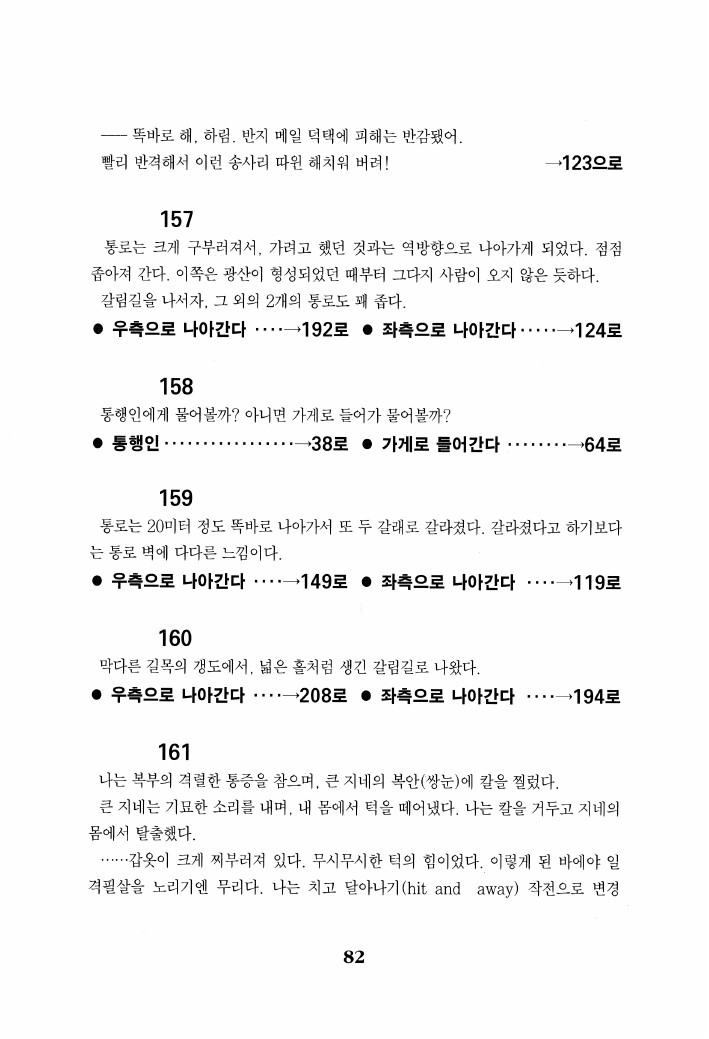 ── 똑바로 해, 하림. 반지 메일 덕택에 피해는 반감됐어.
빨리 반격해서 이런 송사리 따윈 해치워 버려! →123으로
157
통로는 크게 구부러져서, 가려고 했던 것과는 역방향으로 나아가게 되었다. 점점
좁아져 간다. 이쪽은 광산이 형성되었던 때부터 그다지 사람이 오지 않은 듯하다.
갈림길을 나서자, 그 외의 2개의 통로도 꽤 좁다.
● 우측으로 나아간다 ····→192로 ● 좌측으로 나아간다·····→124로
158
통행인에게 물어볼까? 아니면 가게로 들어가 물어볼까?
● 통행인·················→38로 ● 가게로 들어간다 ········→64로
159
통로는 20미터 정도 똑바로 나아가서 또 두 갈래로 갈라졌다. 갈라졌다고 하기보다
는 통로 벽에 다다른 느낌이다.
● 우측으로 나아간다 ····→149로 ● 좌측으로 나아간다 ····→119로
160
막다른 길목의 갱도에서, 넓은 홀처럼 생긴 갈림길로 나왔다.
● 우측으로 나아간다 ····→208로 ● 좌측으로 나아간다 ····→194로
161
나는 복부의 격렬한 통증을 참으며, 큰 지네의 복안(쌍눈)에 칼을 찔렀다.
큰 지네는 기묘한 소리를 내며, 내 몸에서 턱을 떼어냈다. 나는 칼을 거두고 지네의
몸에서 탈출했다.
……갑옷이 크게 찌부러져 있다. 무시무시한 턱의 힘이었다. 이렇게 된 바에야 일
격필살을 노리기엔 무리다. 나는 치고 달아나기(hit and away) 작전으로 변경
82